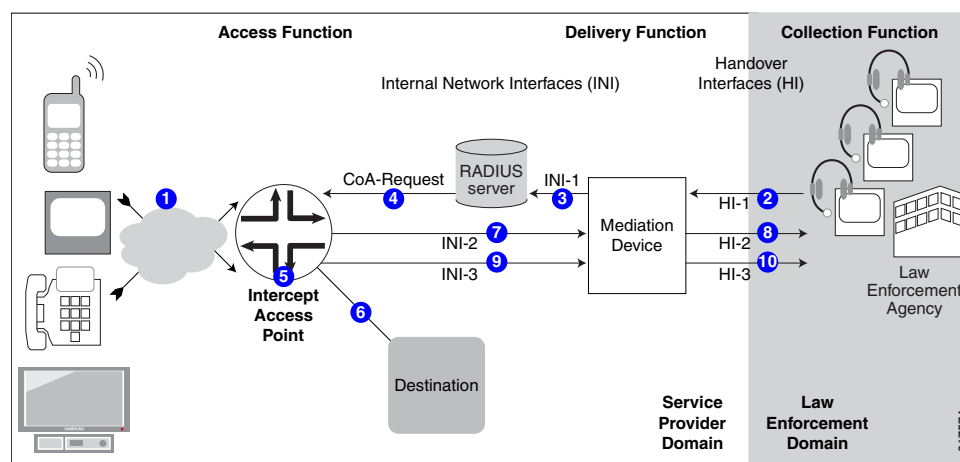 Access Function
Delivery Function
Collection Function
Internal Network Interfaces (INI)
Handover
Interfaces (HI)
1
RADIUS
server
CoA-Request
4
INI-1
3
HI-1
2
7
INI-2
Mediation
Device
8
HI-2
9
INI-3
10
HI-3
5
Intercept
Access
Point
6
Law
Enforcement
Agency
Destination
SAMSUNG
Service
Provider
Domain
Law
Enforcement
Domain